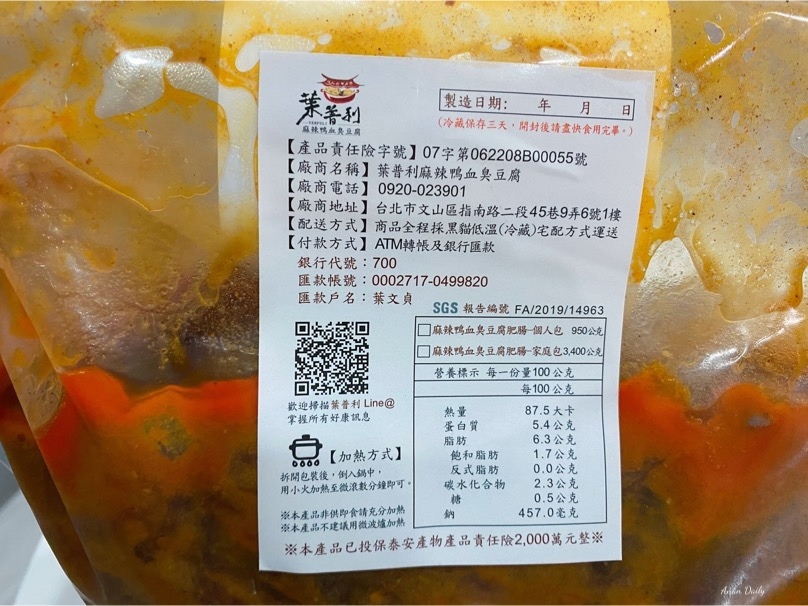 葉普利
麻辣鴨血臭豆腐
製造日期： 年 月 日
(冷藏保存三天，開封後請盡快食用完畢。)
【產品責任險字號】07字第062208B00055號
【廠商名稱】葉普利麻辣鴨血臭豆腐
【廠商電話】 0920-023901
【廠商地址】台北市文山區指南路二段45巷9弄6號1樓
【配送方式】商品全程採黑貓低溫(冷藏)宅配方式運送
【付款方式】ATM轉帳及銀行匯款
銀行代號：700
匯款帳號：0002717-0499820
匯款戶名：葉文貞
SGS 報告編號 FA/2019/14963
麻辣鴨血臭豆腐肥腸-個人包 950公克
麻辣鴨血臭豆腐肥腸-家庭包3,400公克
營養標示 每一份量100公克
每100公克
熱量 87.5大卡
蛋白質 5.4公克
脂肪 6.3公克
飽和脂肪 1.7公克
反式脂肪 0.0公克
碳水化合物 2.3公克
糖 0.5公克
鈉 457.0毫克
歡迎掃描葉普利 Line@
掌握所有好康訊息
【加熱方式】
拆開包裝後，倒入鍋中，
用小火加熱至微滾數分鐘即可。
※本產品非供即食請充分加熱
※本產品不建議用微波爐加熱
※本產品已投保泰安產物產品責任險2,000萬元整※
Anan Daily